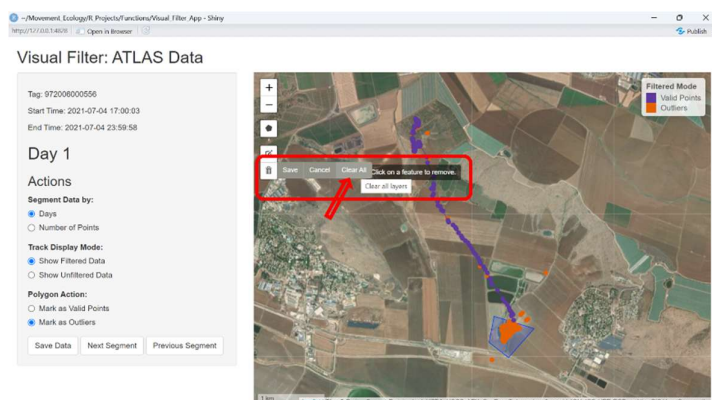 ~/Movement_Ecology/R_Projects/Functions/Visual_Filter_App - Shiny
http://127.0.0.1:4828 Open in Browser
Publish
Visual Filter: ATLAS Data
Tag: 972006000556
Start Time: 2021-07-04 17:00:03
End Time: 2021-07-04 23:59:58
Day 1
Actions
Segment Data by:
Days
Number of Points
Track Display Mode:
Show Filtered Data
Show Unfiltered Data
Polygon Action:
Mark as Valid Points
Mark as Outliers
Save Data Next Segment Previous Segment
+
−
Filtered Mode
Valid Points
Outliers
Save Cancel Clear All Click on a feature to remove.
Clear all layers
1 km